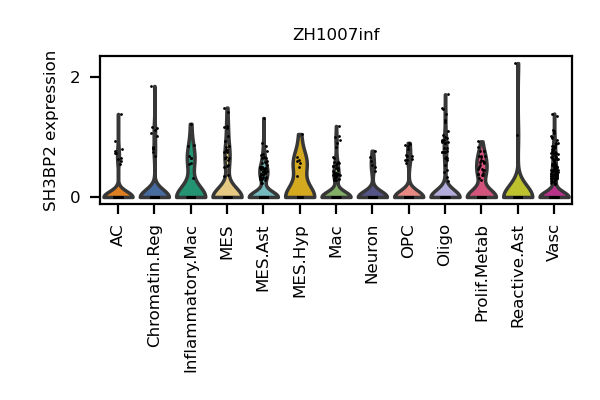 ZH1007inf
SH3BP2 expression
2
0
AC
Chromatin.Reg
Inflammatory.Mac
MES
MES.Ast
MES.Hyp
Mac
Neuron
OPC
Oligo
Prolif.Metab
Reactive.Ast
Vasc